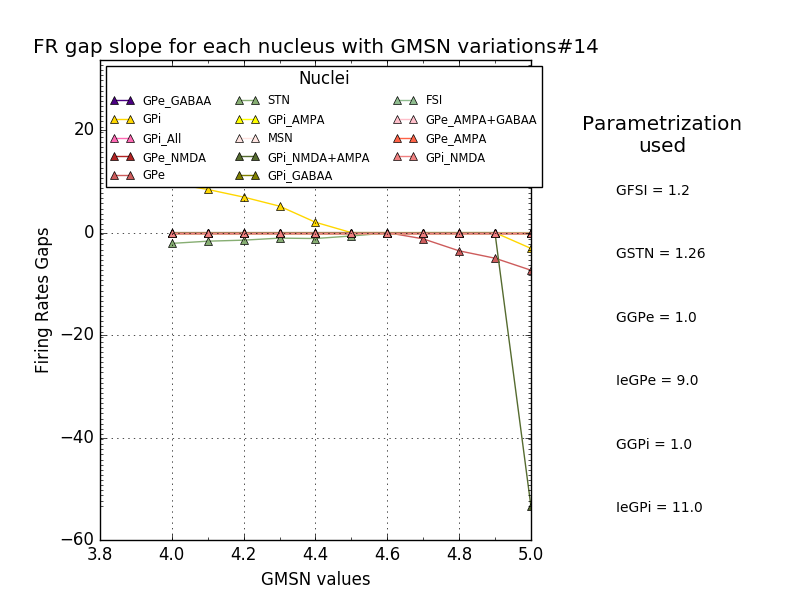 FR gap slope for each nucleus with GMSN variations#14
Nuclei
GPe_GABAA STN FSI
GPi GPi_AMPA GPe_AMPA+GABAA
GPi_All MSN GPe_AMPA
GPe_NMDA GPi_NMDA+AMPA GPi_NMDA
GPe GPi_GABAA
20
0
−20
−40
−60
Firing Rates Gaps
3.8 4.0 4.2 4.4 4.6 4.8 5.0
GMSN values
Parametrization
used
GFSI = 1.2
GSTN = 1.26
GGPe = 1.0
IeGPe = 9.0
GGPi = 1.0
IeGPi = 11.0